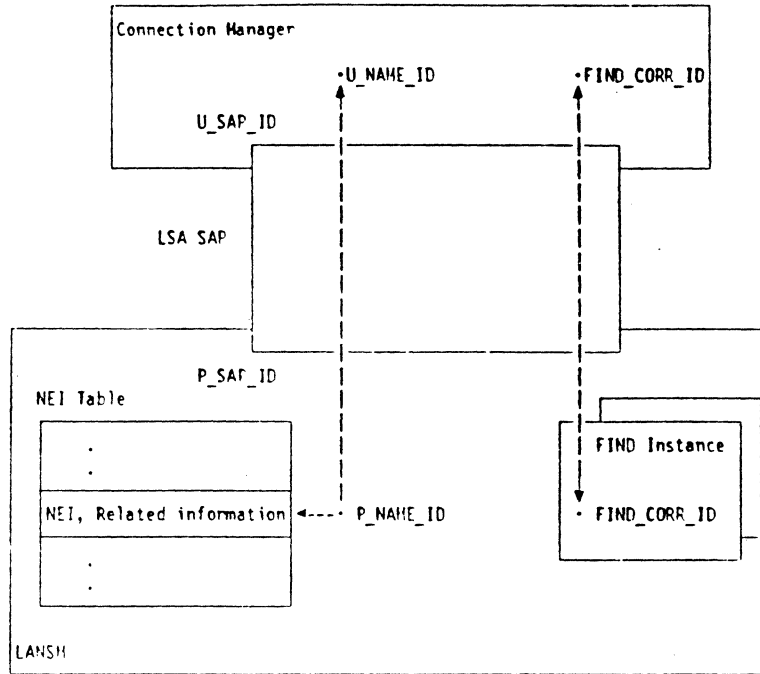 Connection Manager
U_NAME_ID
FIND_CORR_ID
U_SAP_ID
LSA SAP
P_SAP_ID
NEI Table
FIND Instance
NEI, Related information
P_NAME_ID
FIND_CORR_ID
LANSM